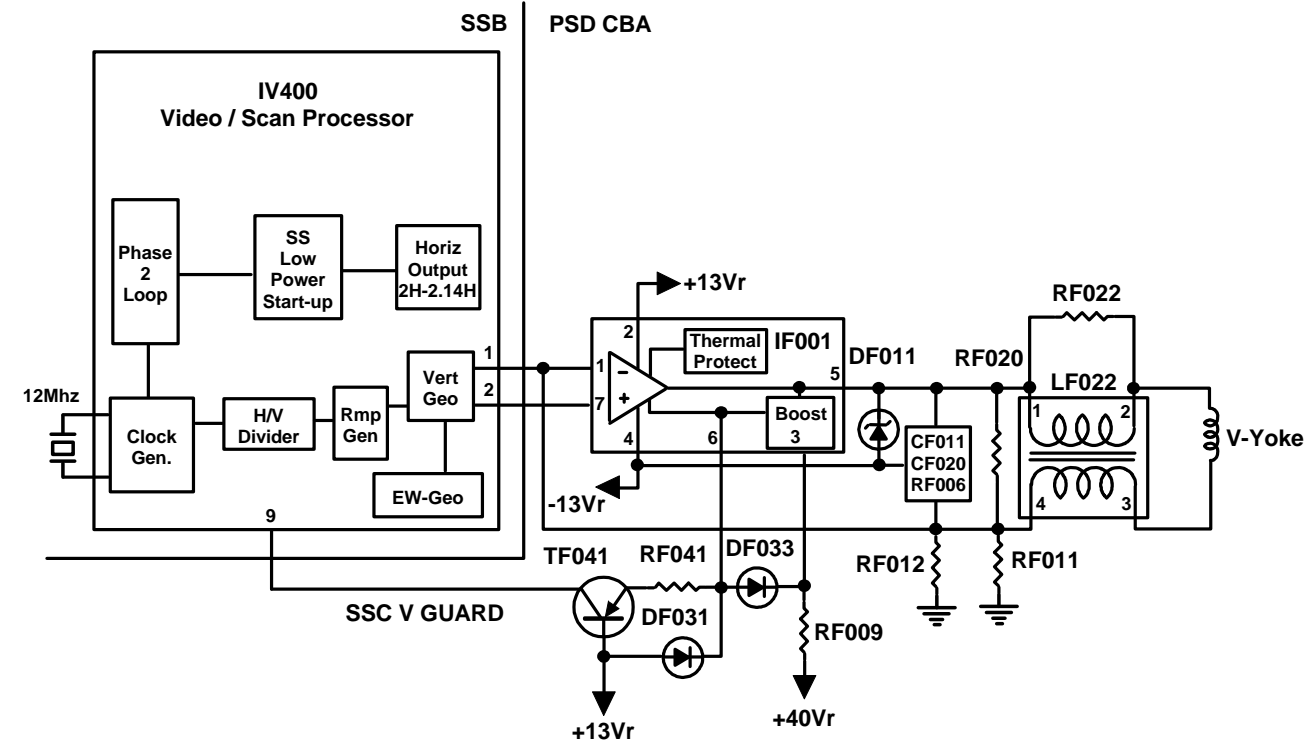 SSB
PSD CBA
IV400
Video / Scan Processor
Phase
2
Loop
SS
Low
Power
Start-up
Horiz
Output
2H-2.14H
12Mhz
Clock
Gen.
H/V
Divider
Rmp
Gen
Vert
Geo
EW-Geo
1
2
9
+13Vr
2
Thermal
Protect
IF001
1
7
−
+
4
6
5
Boost
3
-13Vr
DF011
CF011
CF020
RF006
RF020
RF022
LF022
1
2
4
3
V-Yoke
RF012
RF011
TF041
RF041
DF033
SSC V GUARD
DF031
RF009
+13Vr
+40Vr